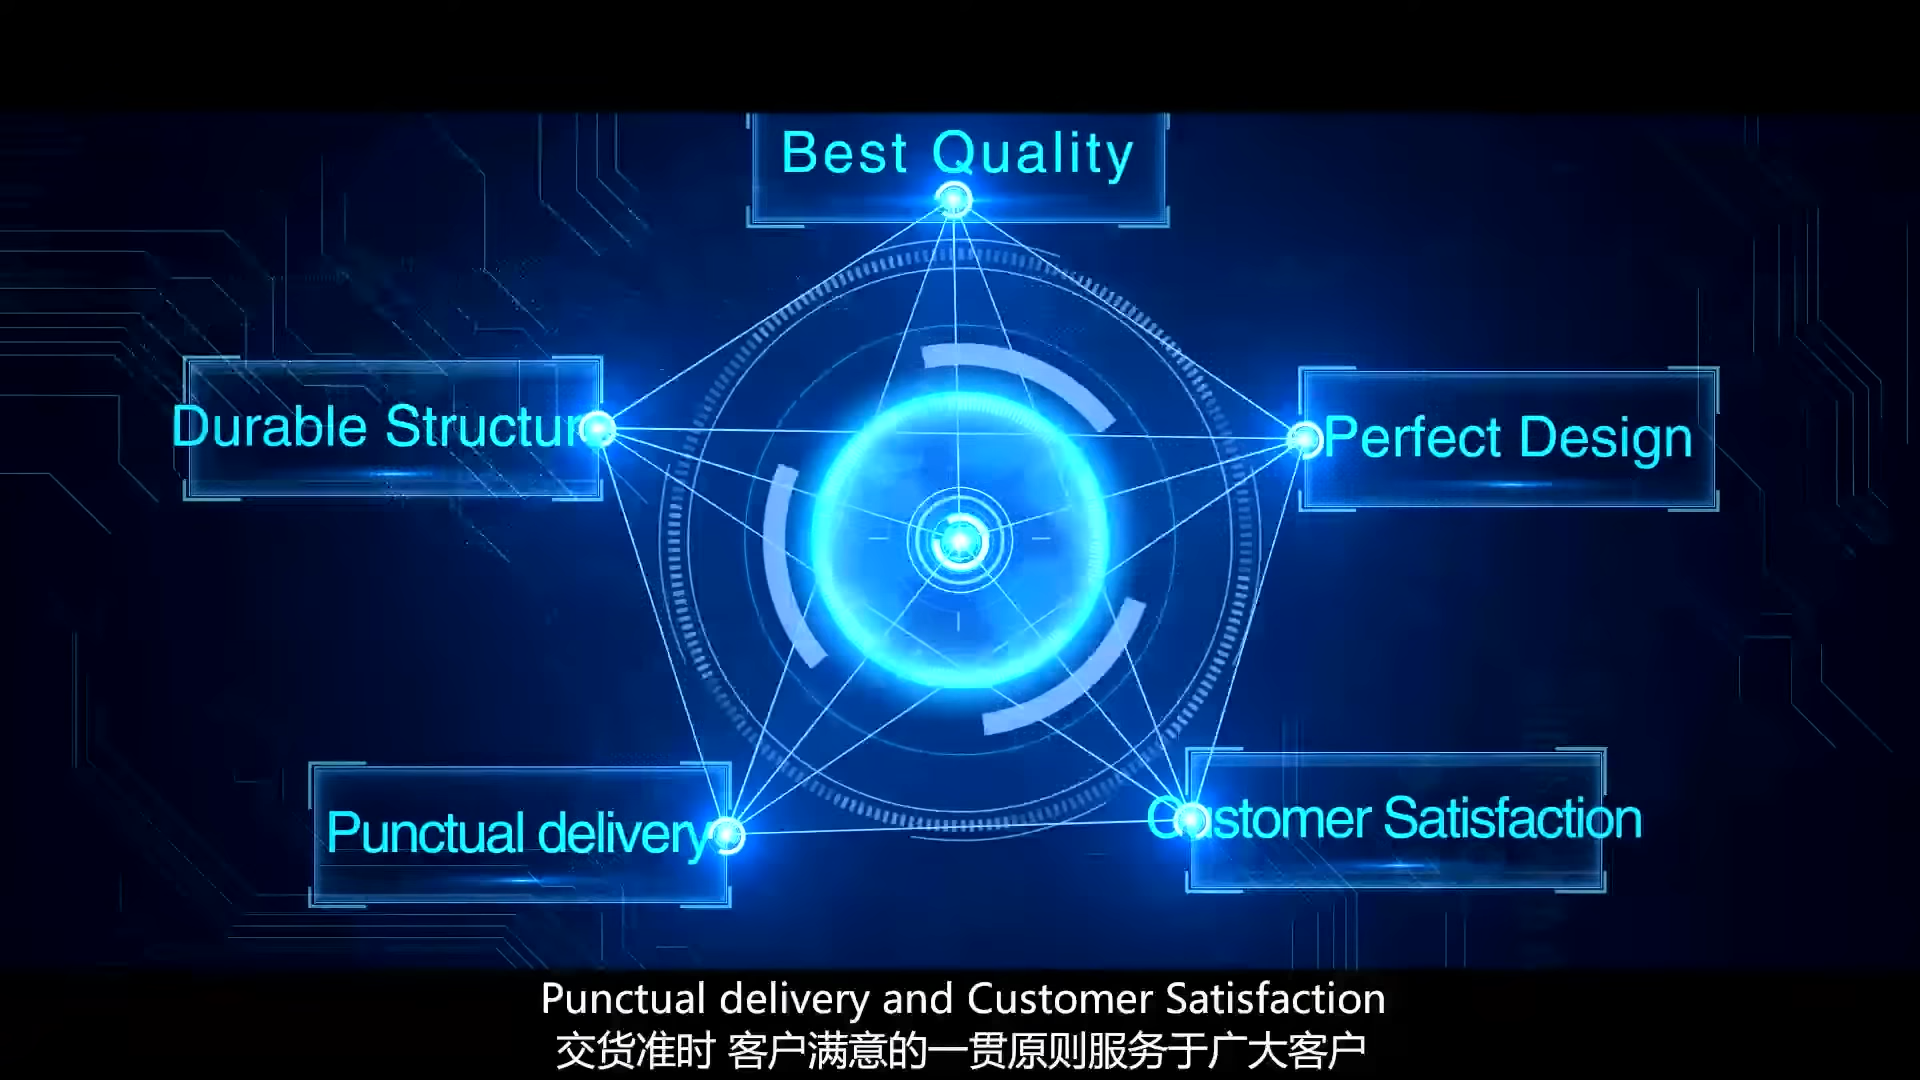 Best Quality
Durable Structur
Perfect Design
Punctual delivery
Customer Satisfaction
Punctual delivery and Customer Satisfaction
交货准时 客户满意的一贯原则服务于广大客户